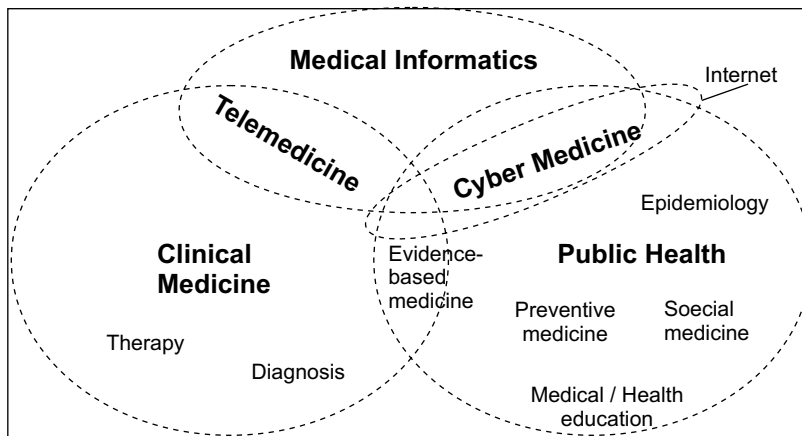 Medical Informatics
Internet
Telemedicine
Cyber Medicine
Epidemiology
Clinical
Medicine
Evidence-
based
medicine
Public Health
Preventive
medicine
Soecial
medicine
Therapy
Diagnosis
Medical / Health
education